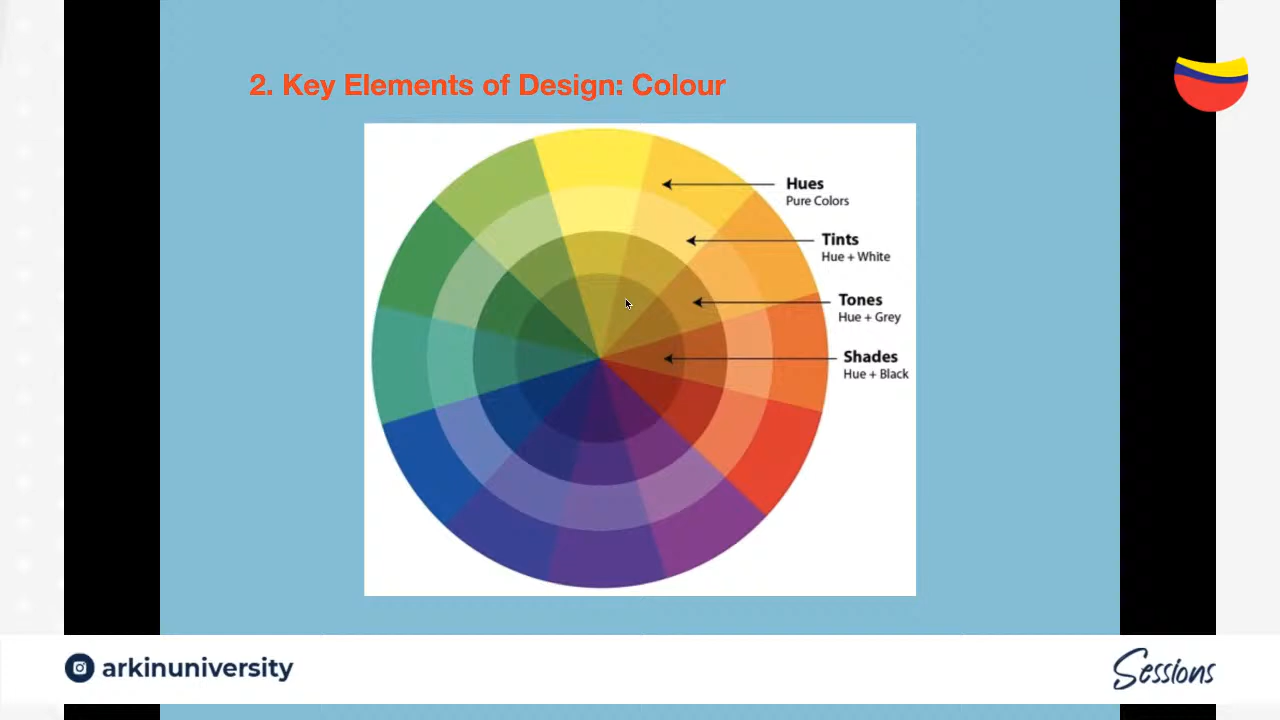 2. Key Elements of Design: Colour
Hues
Pure Colors
Tints
Hue + White
Tones
Hue + Grey
Shades
Hue + Black
arkinuniversity
Sessions